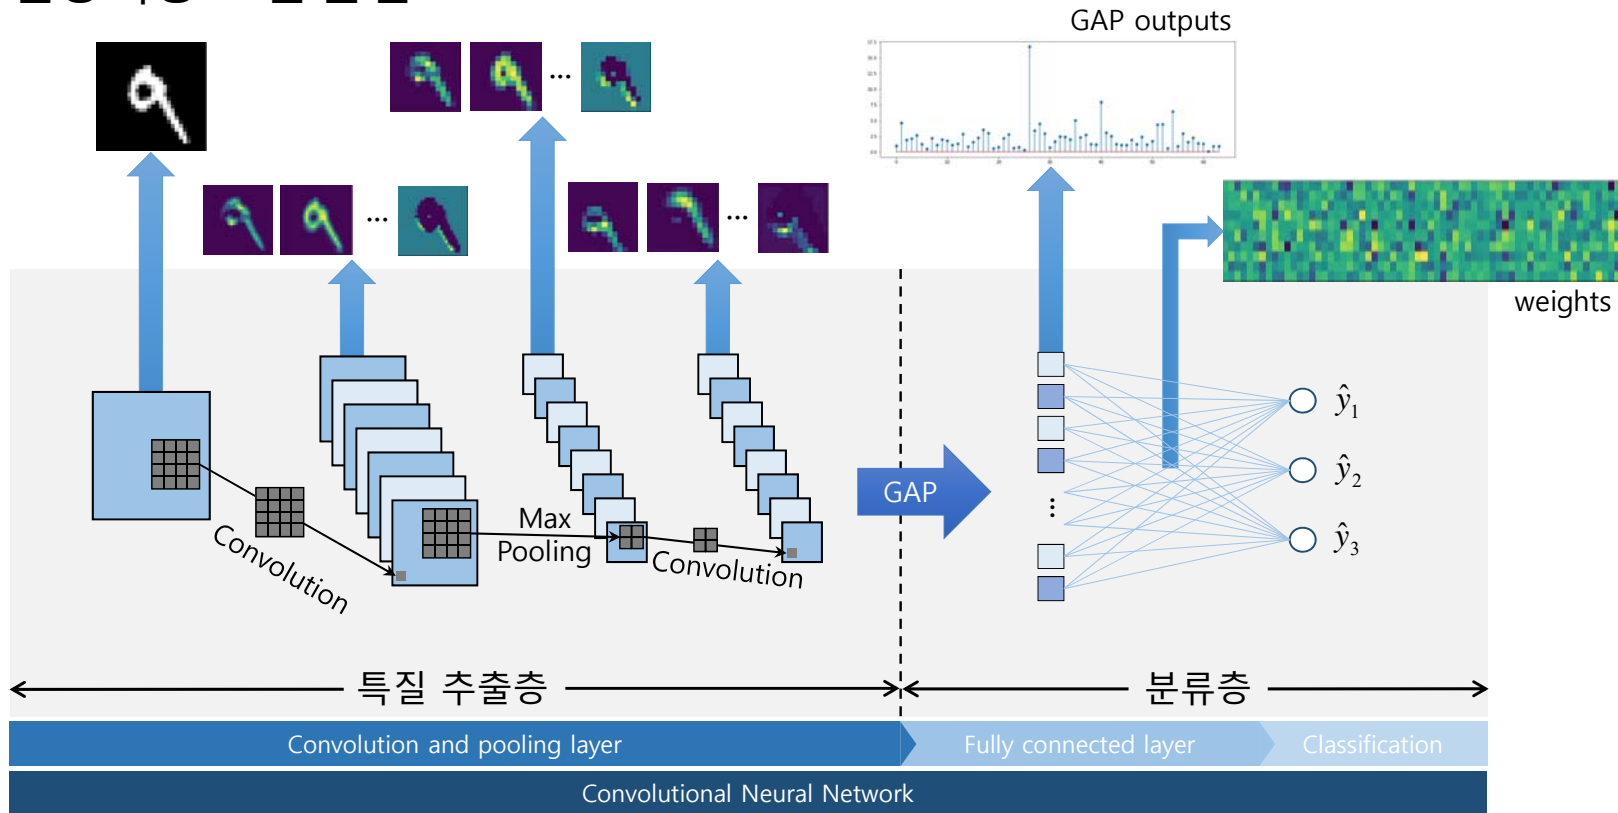 GAP outputs
weights
...
...
...
...
...
Convolution
Max
Pooling
Convolution
GAP
ŷ1
ŷ2
ŷ3
특질 추출층
분류층
Convolution and pooling layer
Fully connected layer
Classification
Convolutional Neural Network